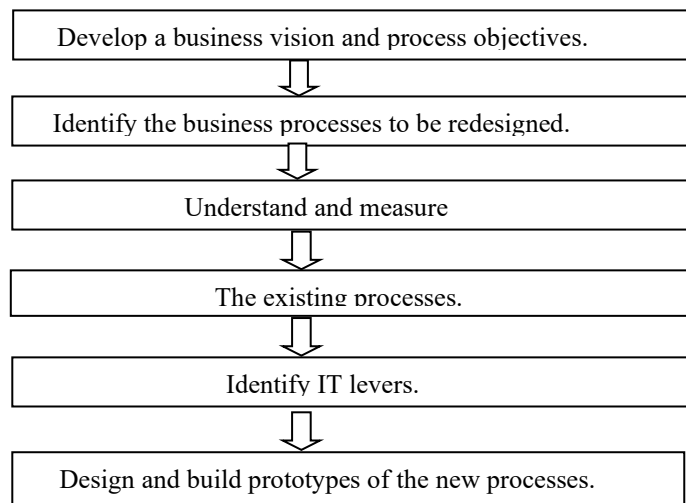 Develop a business vision and process objectives.
Identify the business processes to be redesigned.
Understand and measure
The existing processes.
Identify IT levers.
Design and build prototypes of the new processes.